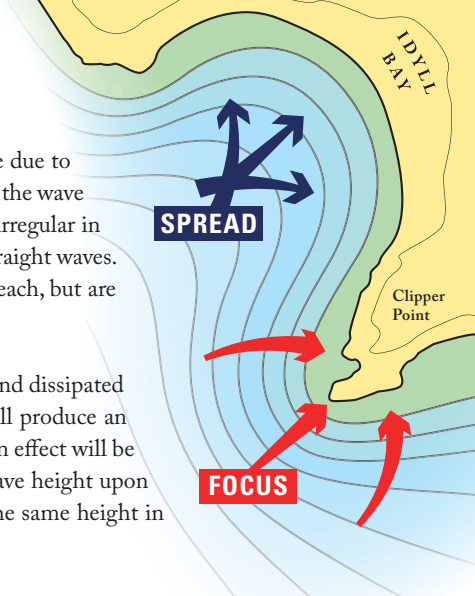 IDYLL
BAY
e due to
the wave
irregular in
raight waves.
each, but are
SPREAD
Clipper
Point
nd dissipated
ll produce an
n effect will be
ave height upon
he same height in
FOCUS